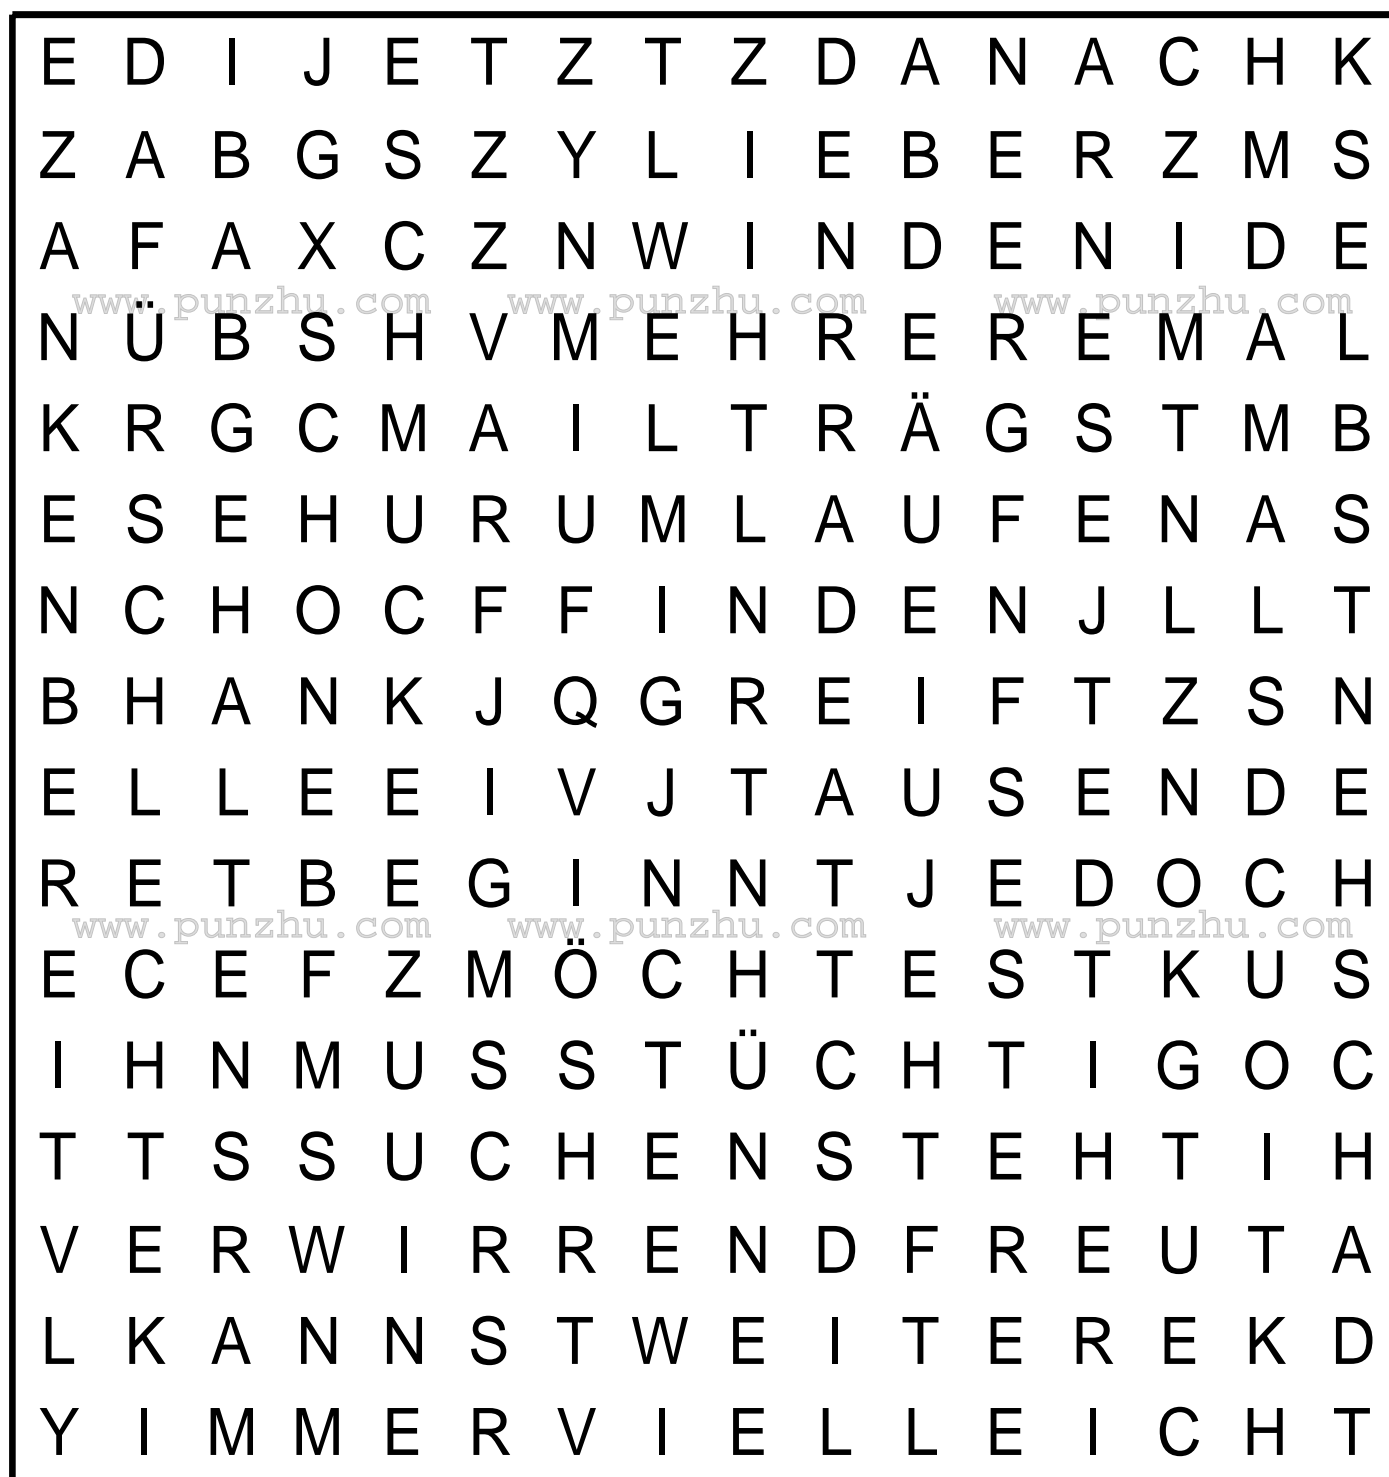 E D I J E T Z T Z D A N A C H K
Z A B G S Z Y L I E B E R Z M S
A F A X C Z N W I N D E N I D E
www.punzhu.com www.punzhu.com www.punzhu.com
N Ü B S H V M E H R E R E M A L
K R G C M A I L T R Ä G S T M B
E S E H U R U M L A U F E N A S
N C H O C F F I N D E N J L L T
B H A N K J Q G R E I F T Z S N
E L L E E I V J T A U S E N D E
R E T B E G I N N T J E D O C H
www.punzhu.com www.punzhu.com www.punzhu.com
E C E F Z M Ö C H T E S T K U S
I H N M U S S T Ü C H T I G O C
T T S S U C H E N S T E H T I H
V E R W I R R E N D F R E U T A
L K A N N S T W E I T E R E K D
Y I M M E R V I E L L E I C H T